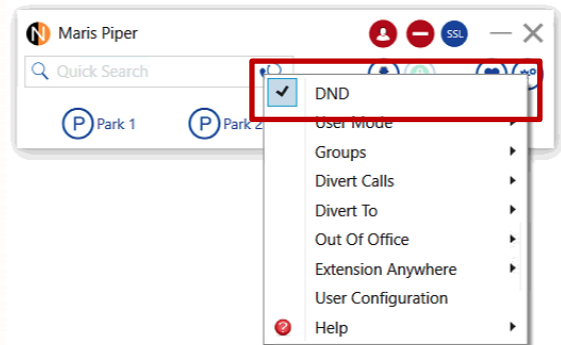 Maris Piper
SSL
Quick Search
P Park 1
P Park 2
DND
User Mode
Groups
Divert Calls
Divert To
Out Of Office
Extension Anywhere
User Configuration
Help